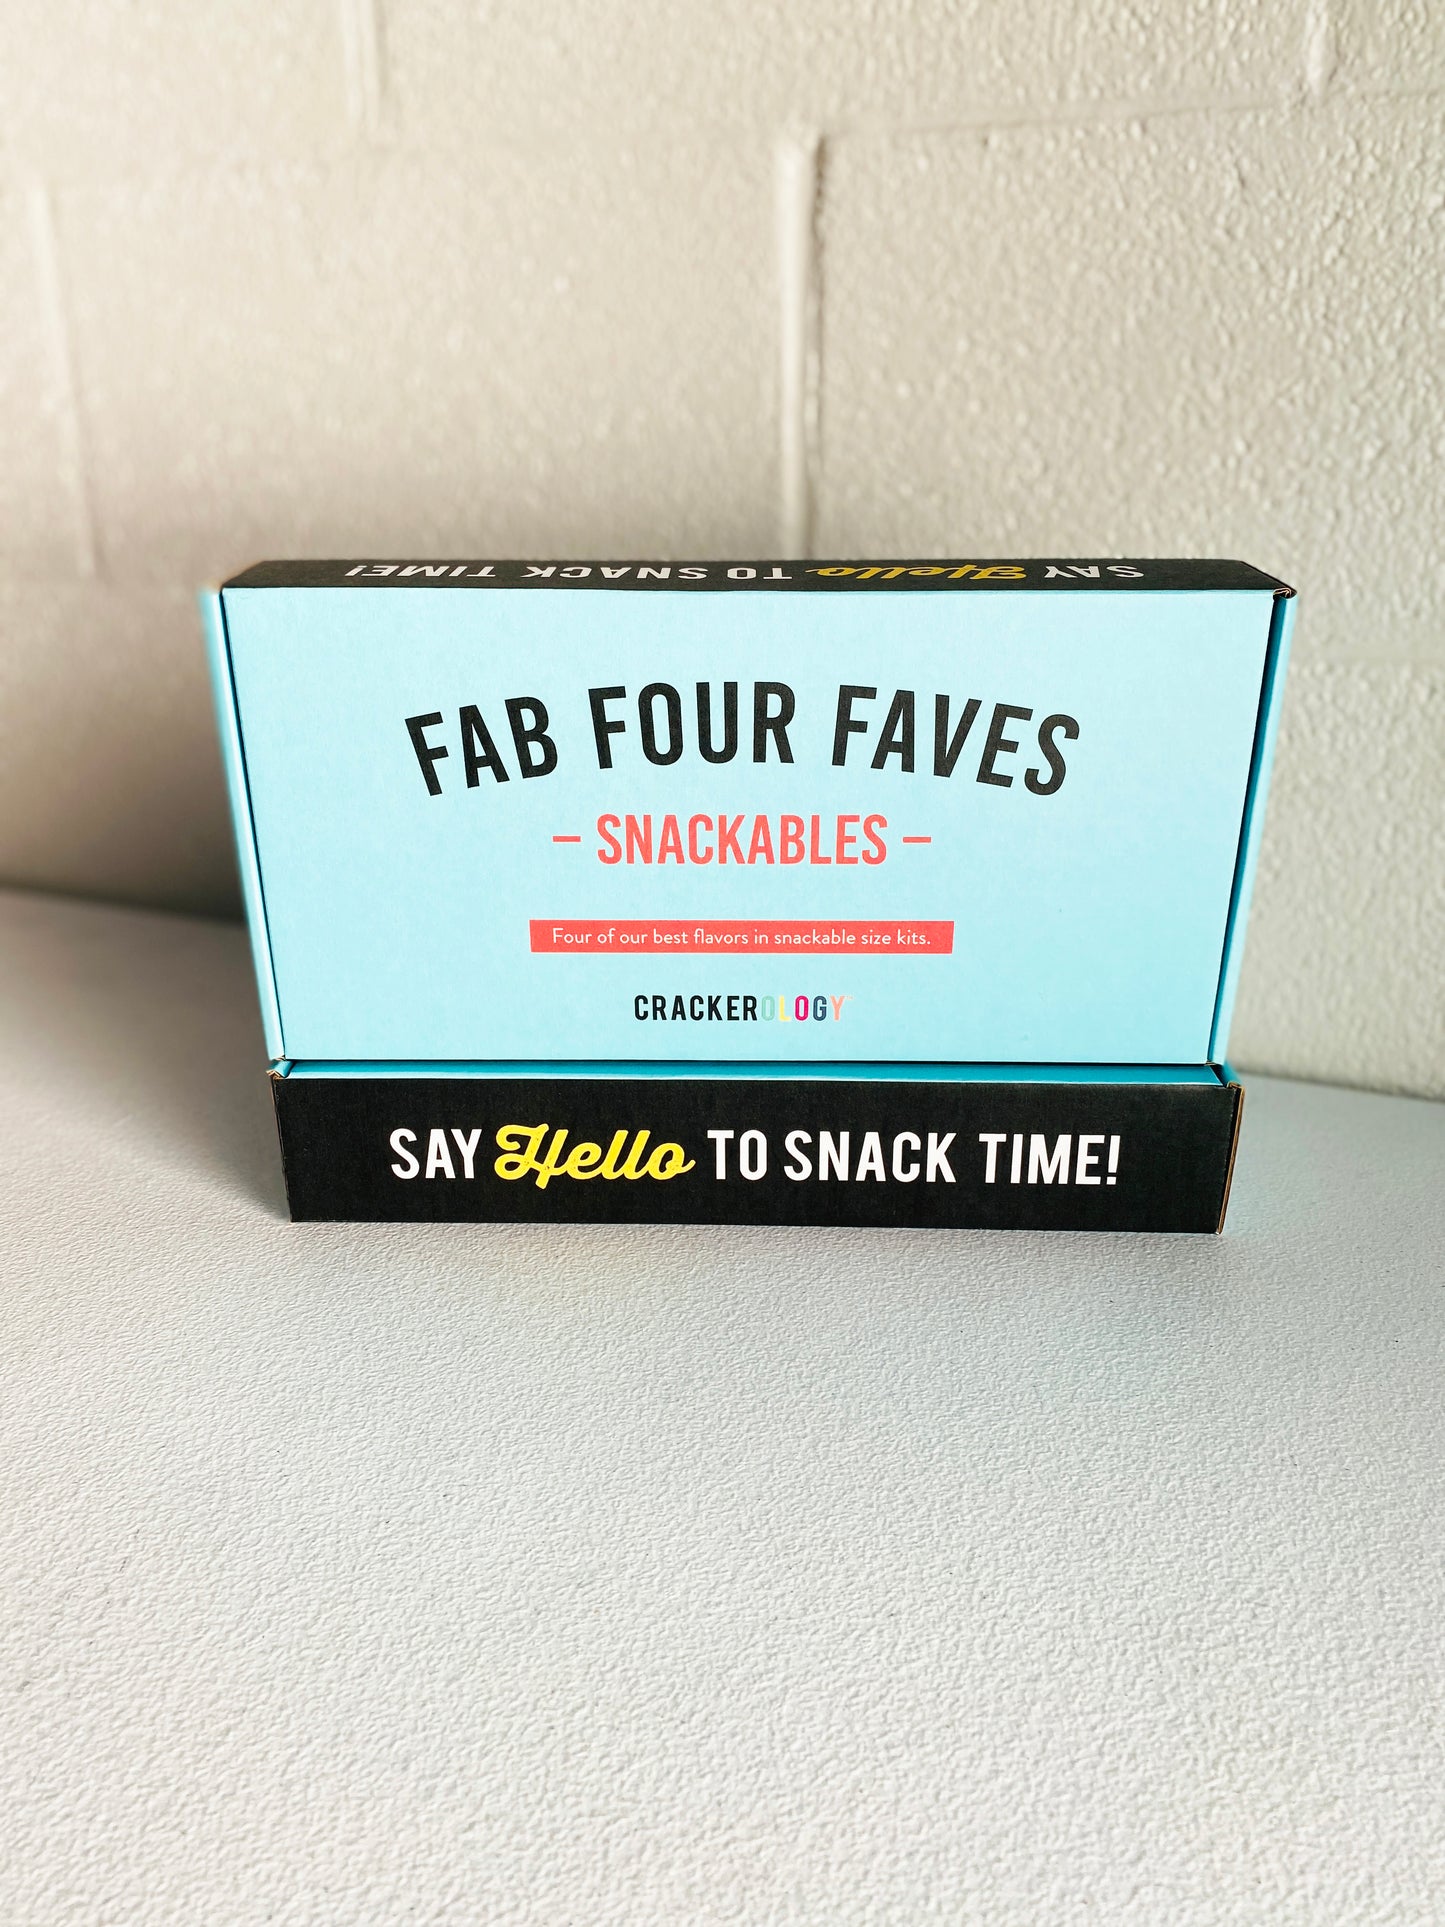 SAY Hello TO SNACK TIME!
FAB FOUR FAVES
– SNACKABLES –
Four of our best flavors in snackable size kits.
CRACKEROLOGY™
SAY Hello TO SNACK TIME!